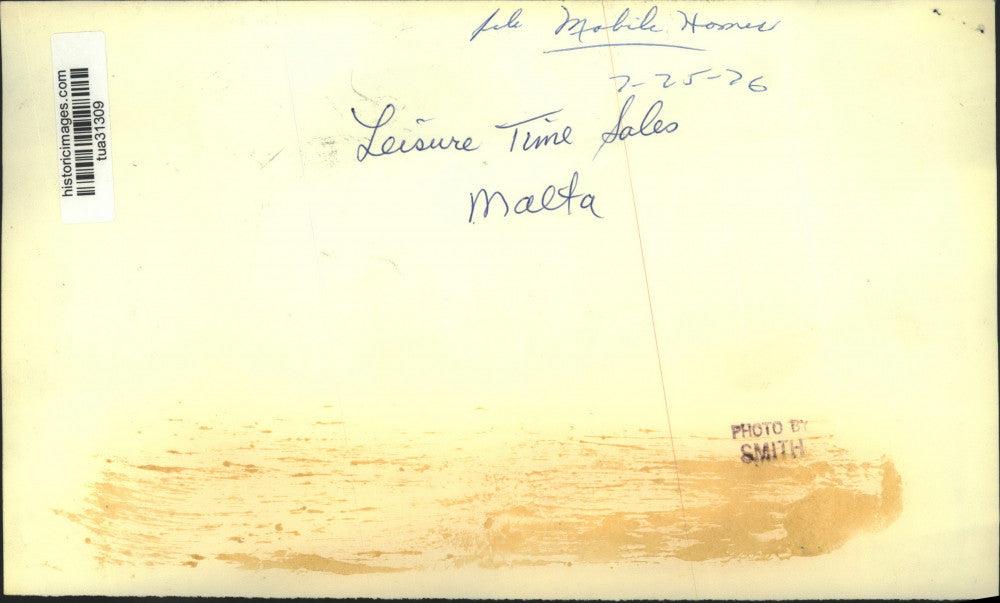 file Mobile Homes
7-25-76
Leisure Time Sales
Malta
historicimages.com
tua31309
PHOTO BY
SMITH